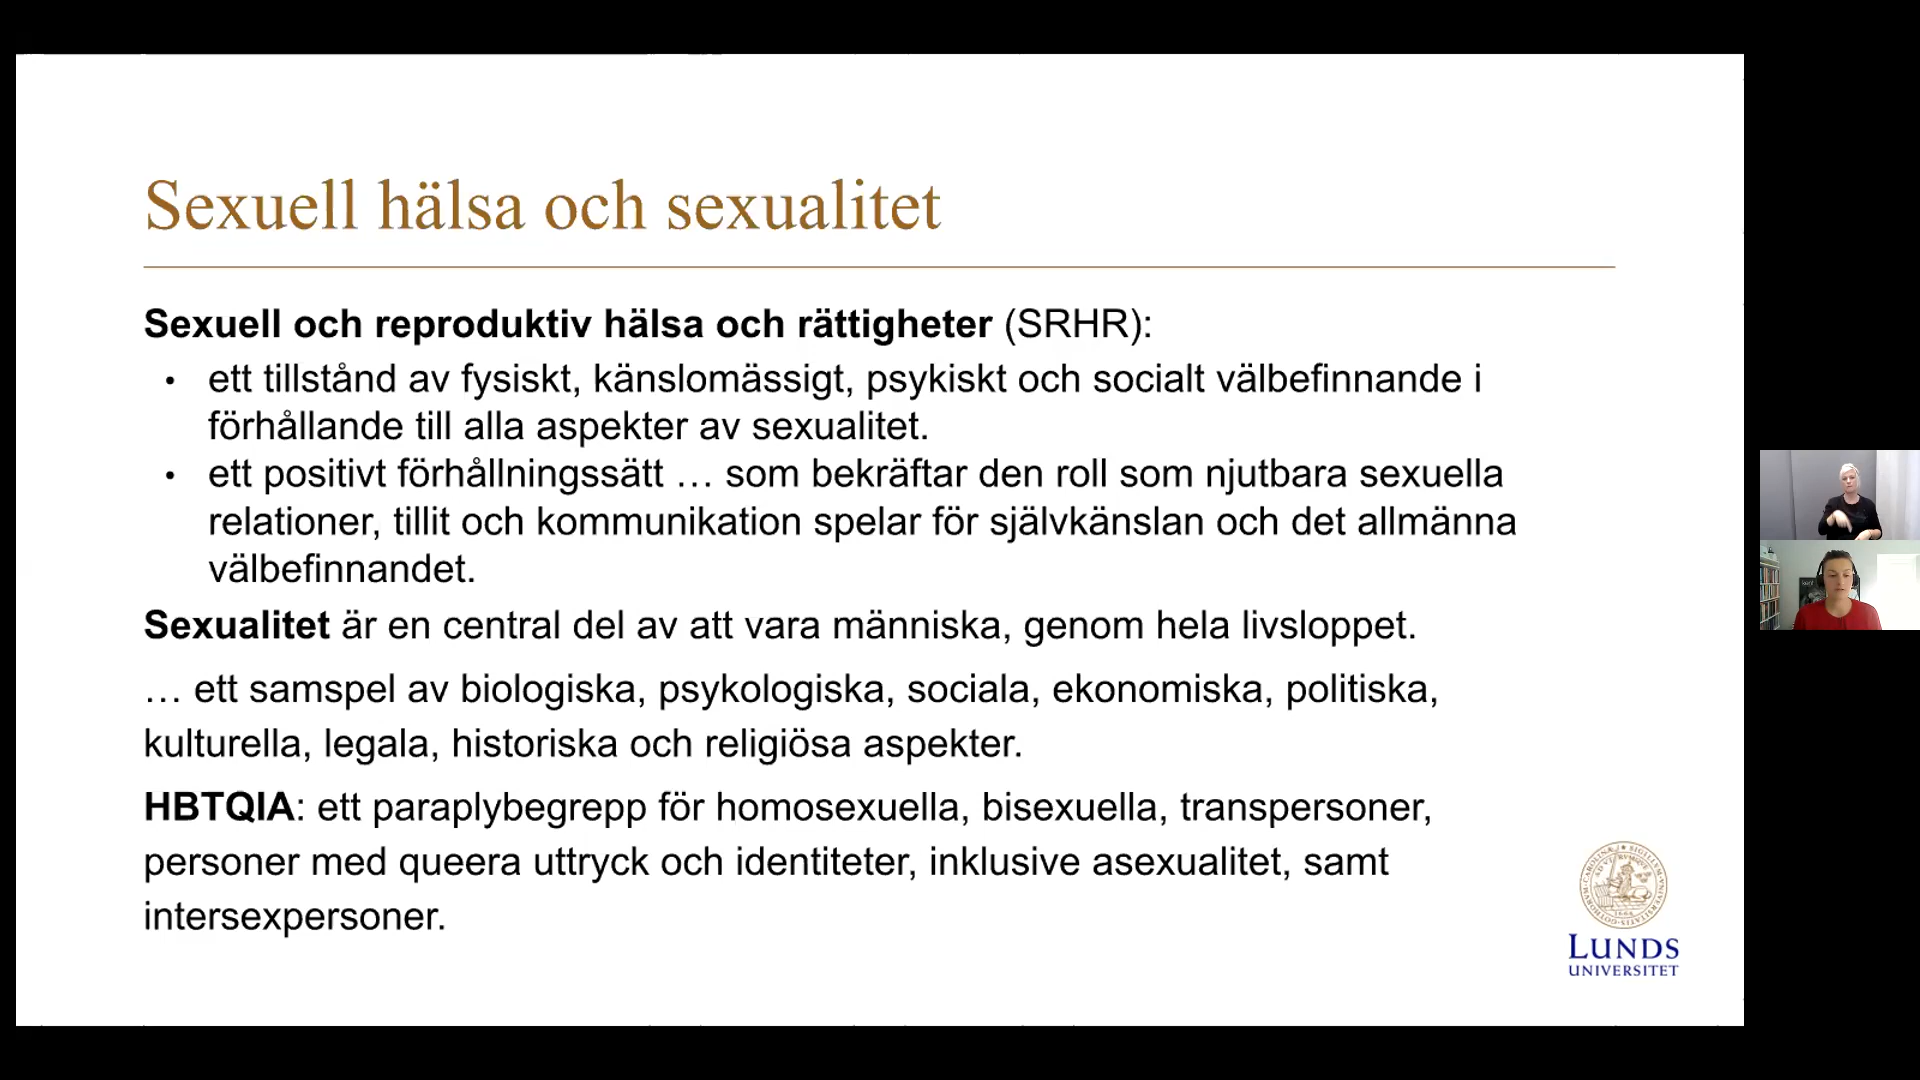 Sexuell hälsa och sexualitet
Sexuell och reproduktiv hälsa och rättigheter (SRHR):
• ett tillstånd av fysiskt, känslomässigt, psykiskt och socialt välbefinnande i
förhållande till alla aspekter av sexualitet.
• ett positivt förhållningssätt … som bekräftar den roll som njutbara sexuella
relationer, tillit och kommunikation spelar för självkänslan och det allmänna
välbefinnandet.
Sexualitet är en central del av att vara människa, genom hela livsloppet.
… ett samspel av biologiska, psykologiska, sociala, ekonomiska, politiska,
kulturella, legala, historiska och religiösa aspekter.
HBTQIA: ett paraplybegrepp för homosexuella, bisexuella, transpersoner,
personer med queera uttryck och identiteter, inklusive asexualitet, samt
intersexpersoner.
LUNDS
UNIVERSITET